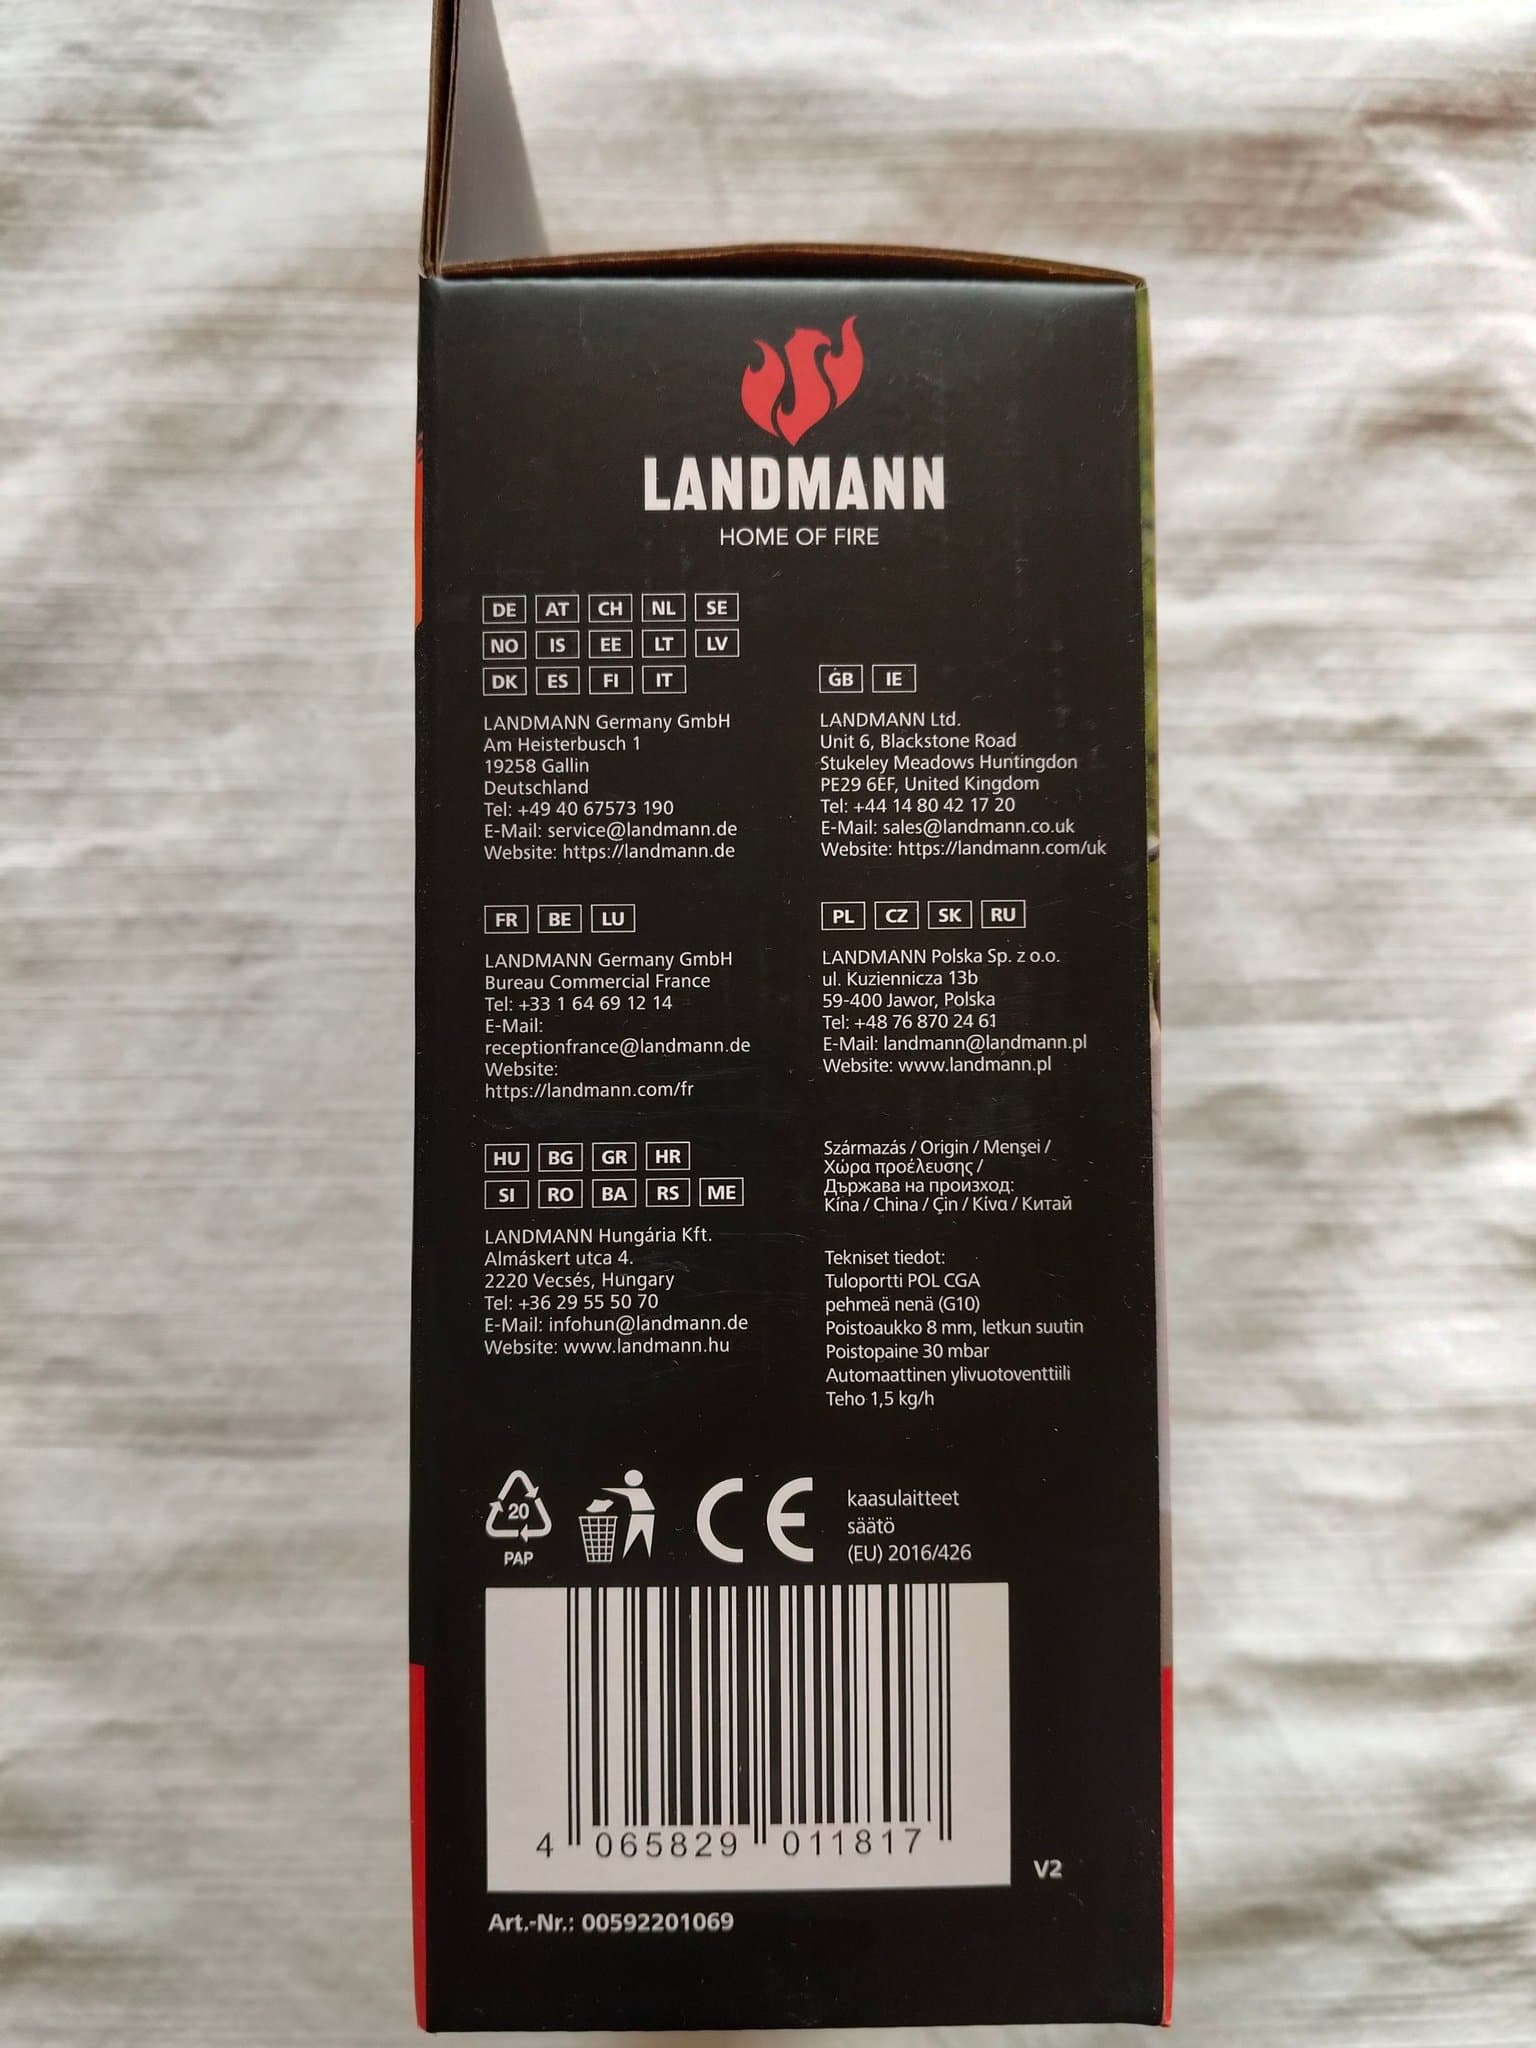 LANDMANN
HOME OF FIRE
DE AT CH NL SE
NO IS EE LT LV
DK ES FI IT
LANDMANN Germany GmbH
Am Heisterbusch 1
19258 Gallin
Deutschland
Tel: +49 40 67573 190
E-Mail: service@landmann.de
Website: https://landmann.de
GB IE
LANDMANN Ltd.
Unit 6, Blackstone Road
Stukeley Meadows Huntingdon
PE29 6EF, United Kingdom
Tel: +44 14 80 42 17 20
E-Mail: sales@landmann.co.uk
Website: https://landmann.com/uk
FR BE LU
LANDMANN Germany GmbH
Bureau Commercial France
Tel: +33 1 64 69 12 14
E-Mail:
receptionfrance@landmann.de
Website:
https://landmann.com/fr
PL CZ SK RU
LANDMANN Polska Sp. z o.o.
ul. Kuziennicza 13b
59-400 Jawor, Polska
Tel: +48 76 870 24 61
E-Mail: landmann@landmann.pl
Website: www.landmann.pl
HU BG GR HR
SI RO BA RS ME
LANDMANN Hungária Kft.
Almáskert utca 4.
2220 Vecsés, Hungary
Tel: +36 29 55 50 70
E-Mail: infohun@landmann.de
Website: www.landmann.hu
Származás / Origin / Menşei /
Χώρα προέλευσης /
Държава на произход:
Kína / China / Çin / Κίνα / Китай
Tekniset tiedot:
Tuloportti POL CGA
pehmeä nenä (G10)
Poistoaukko 8 mm, letkun suutin
Poistopaine 30 mbar
Automaattinen ylivuotoventtiili
Teho 1,5 kg/h
20
PAP
CE
kaasulaitteet
säätö
(EU) 2016/426
4 065829 011817
V2
Art.-Nr.: 00592201069